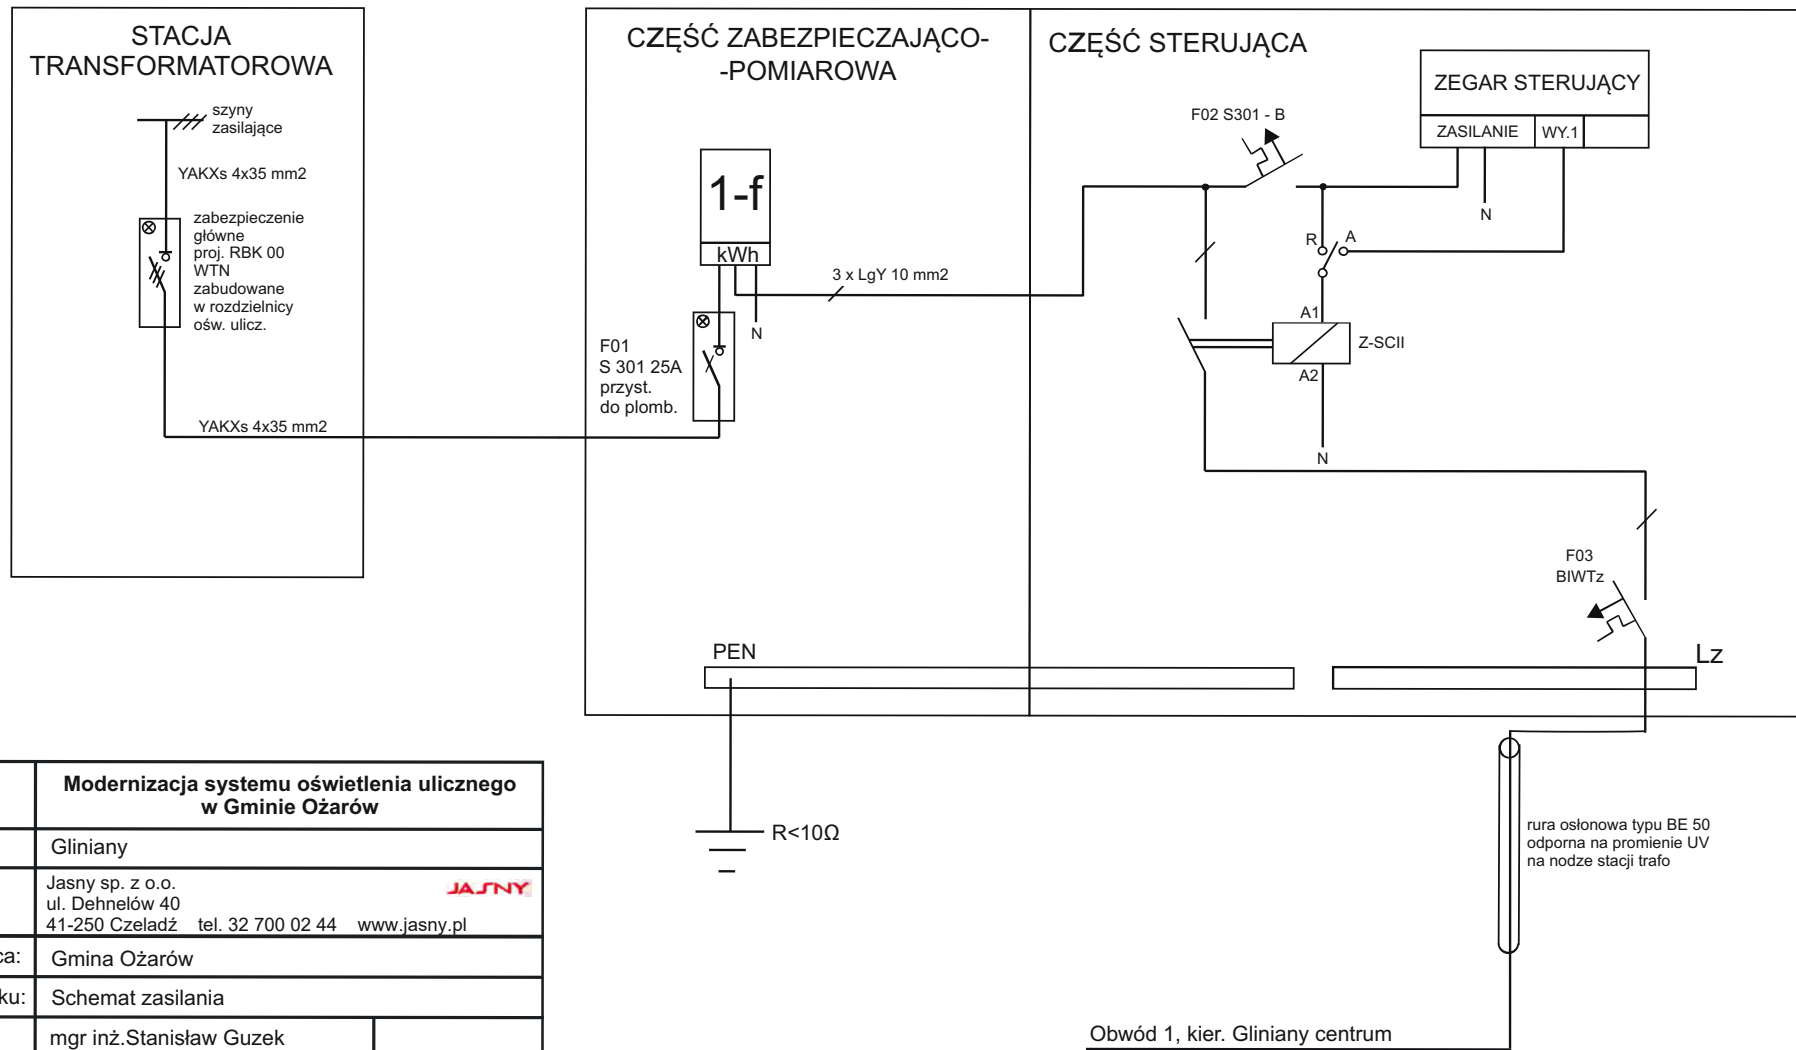 STACJA
TRANSFORMATOROWA
szyny
zasilające
YAKXs 4x35 mm2
zabezpieczenie
główne
proj. RBK 00
WTN
zabudowane
w rozdzielnicy
ośw. ulicz.
YAKXs 4x35 mm2
CZĘŚĆ ZABEZPIECZAJĄCO-
-POMIAROWA
1-f
kWh
N
3 x LgY 10 mm2
F01
S 301 25A
przyst.
do plomb.
PEN
R<10Ω
CZĘŚĆ STERUJĄCA
F02 S301 - B
ZEGAR STERUJĄCY
ZASILANIE WY.1
N
R A
A1
Z-SCII
A2
N
F03
BIWTz
Lz
rura osłonowa typu BE 50
odporna na promienie UV
na nodze stacji trafo
Obwód 1, kier. Gliniany centrum
Modernizacja systemu oświetlenia ulicznego
w Gminie Ożarów
Gliniany
Jasny sp. z o.o.
JASNY
ul. Dehnelów 40
41-250 Czeladź tel. 32 700 02 44 www.jasny.pl
ca: Gmina Ożarów
ku: Schemat zasilania
mgr inż.Stanisław Guzek